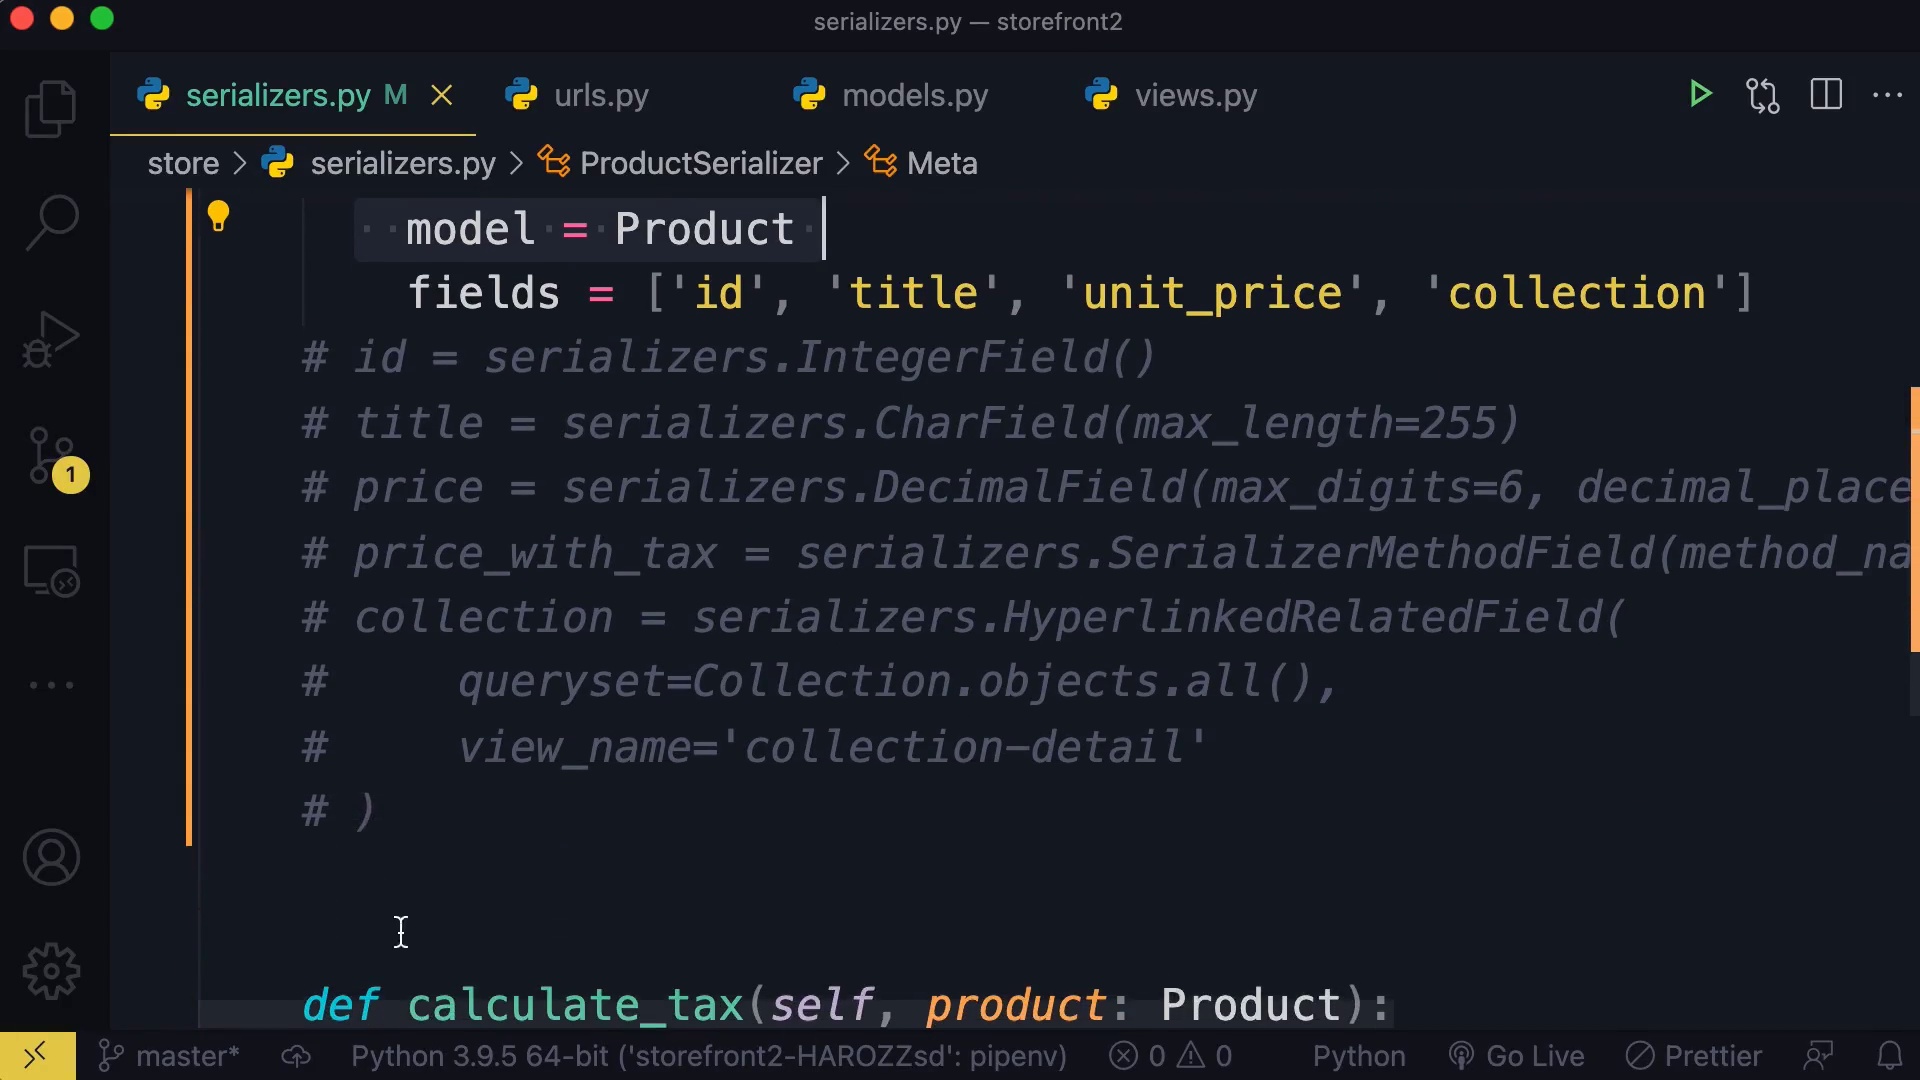 serializers.py — storefront2
serializers.py M urls.py models.py views.py
store > serializers.py > ProductSerializer > Meta
model = Product
fields = ['id', 'title', 'unit_price', 'collection']
# id = serializers.IntegerField()
# title = serializers.CharField(max_length=255)
# price = serializers.DecimalField(max_digits=6, decimal_place
# price_with_tax = serializers.SerializerMethodField(method_na
# collection = serializers.HyperlinkedRelatedField(
#     queryset=Collection.objects.all(),
#     view_name='collection-detail'
# )
1
def calculate_tax(self, product: Product):
master* Python 3.9.5 64-bit ('storefront2-HAROZZsd': pipenv) 0 0 Python Go Live Prettier